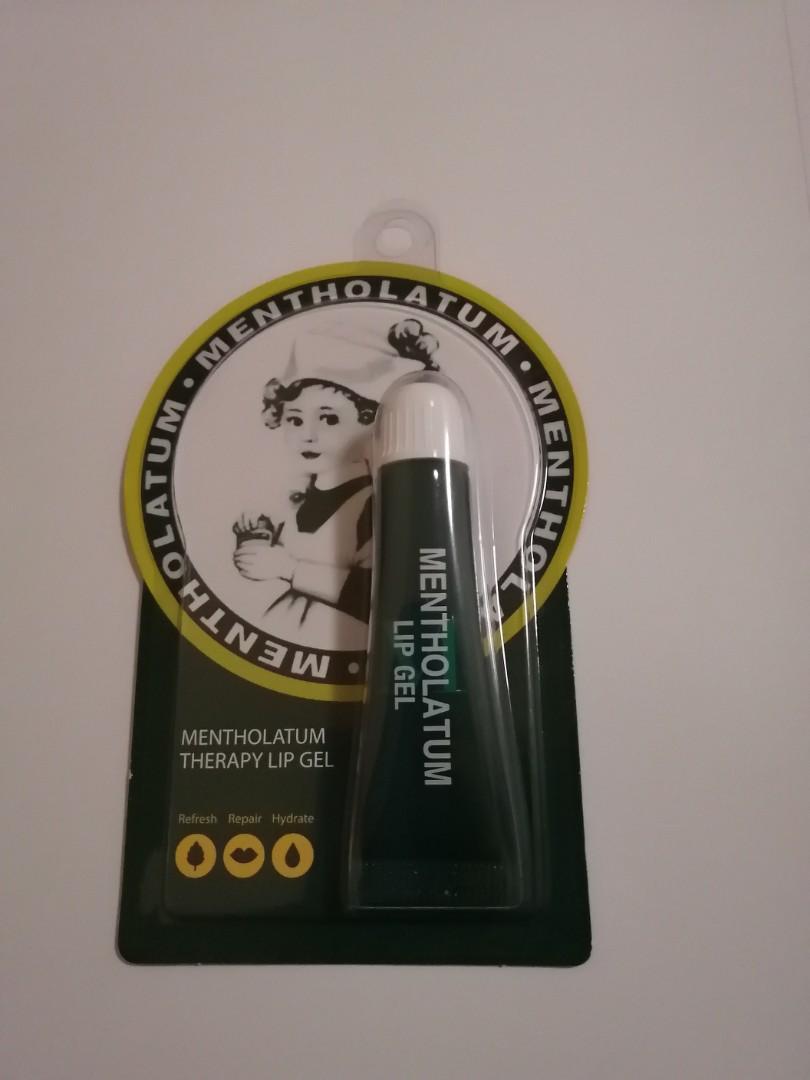 MENTHOLATUM • MENTHOLATUM • MENTHOLATUM •
MENTHOLATUM
LIP GEL
MENTHOLATUM
THERAPY LIP GEL
Refresh Repair Hydrate